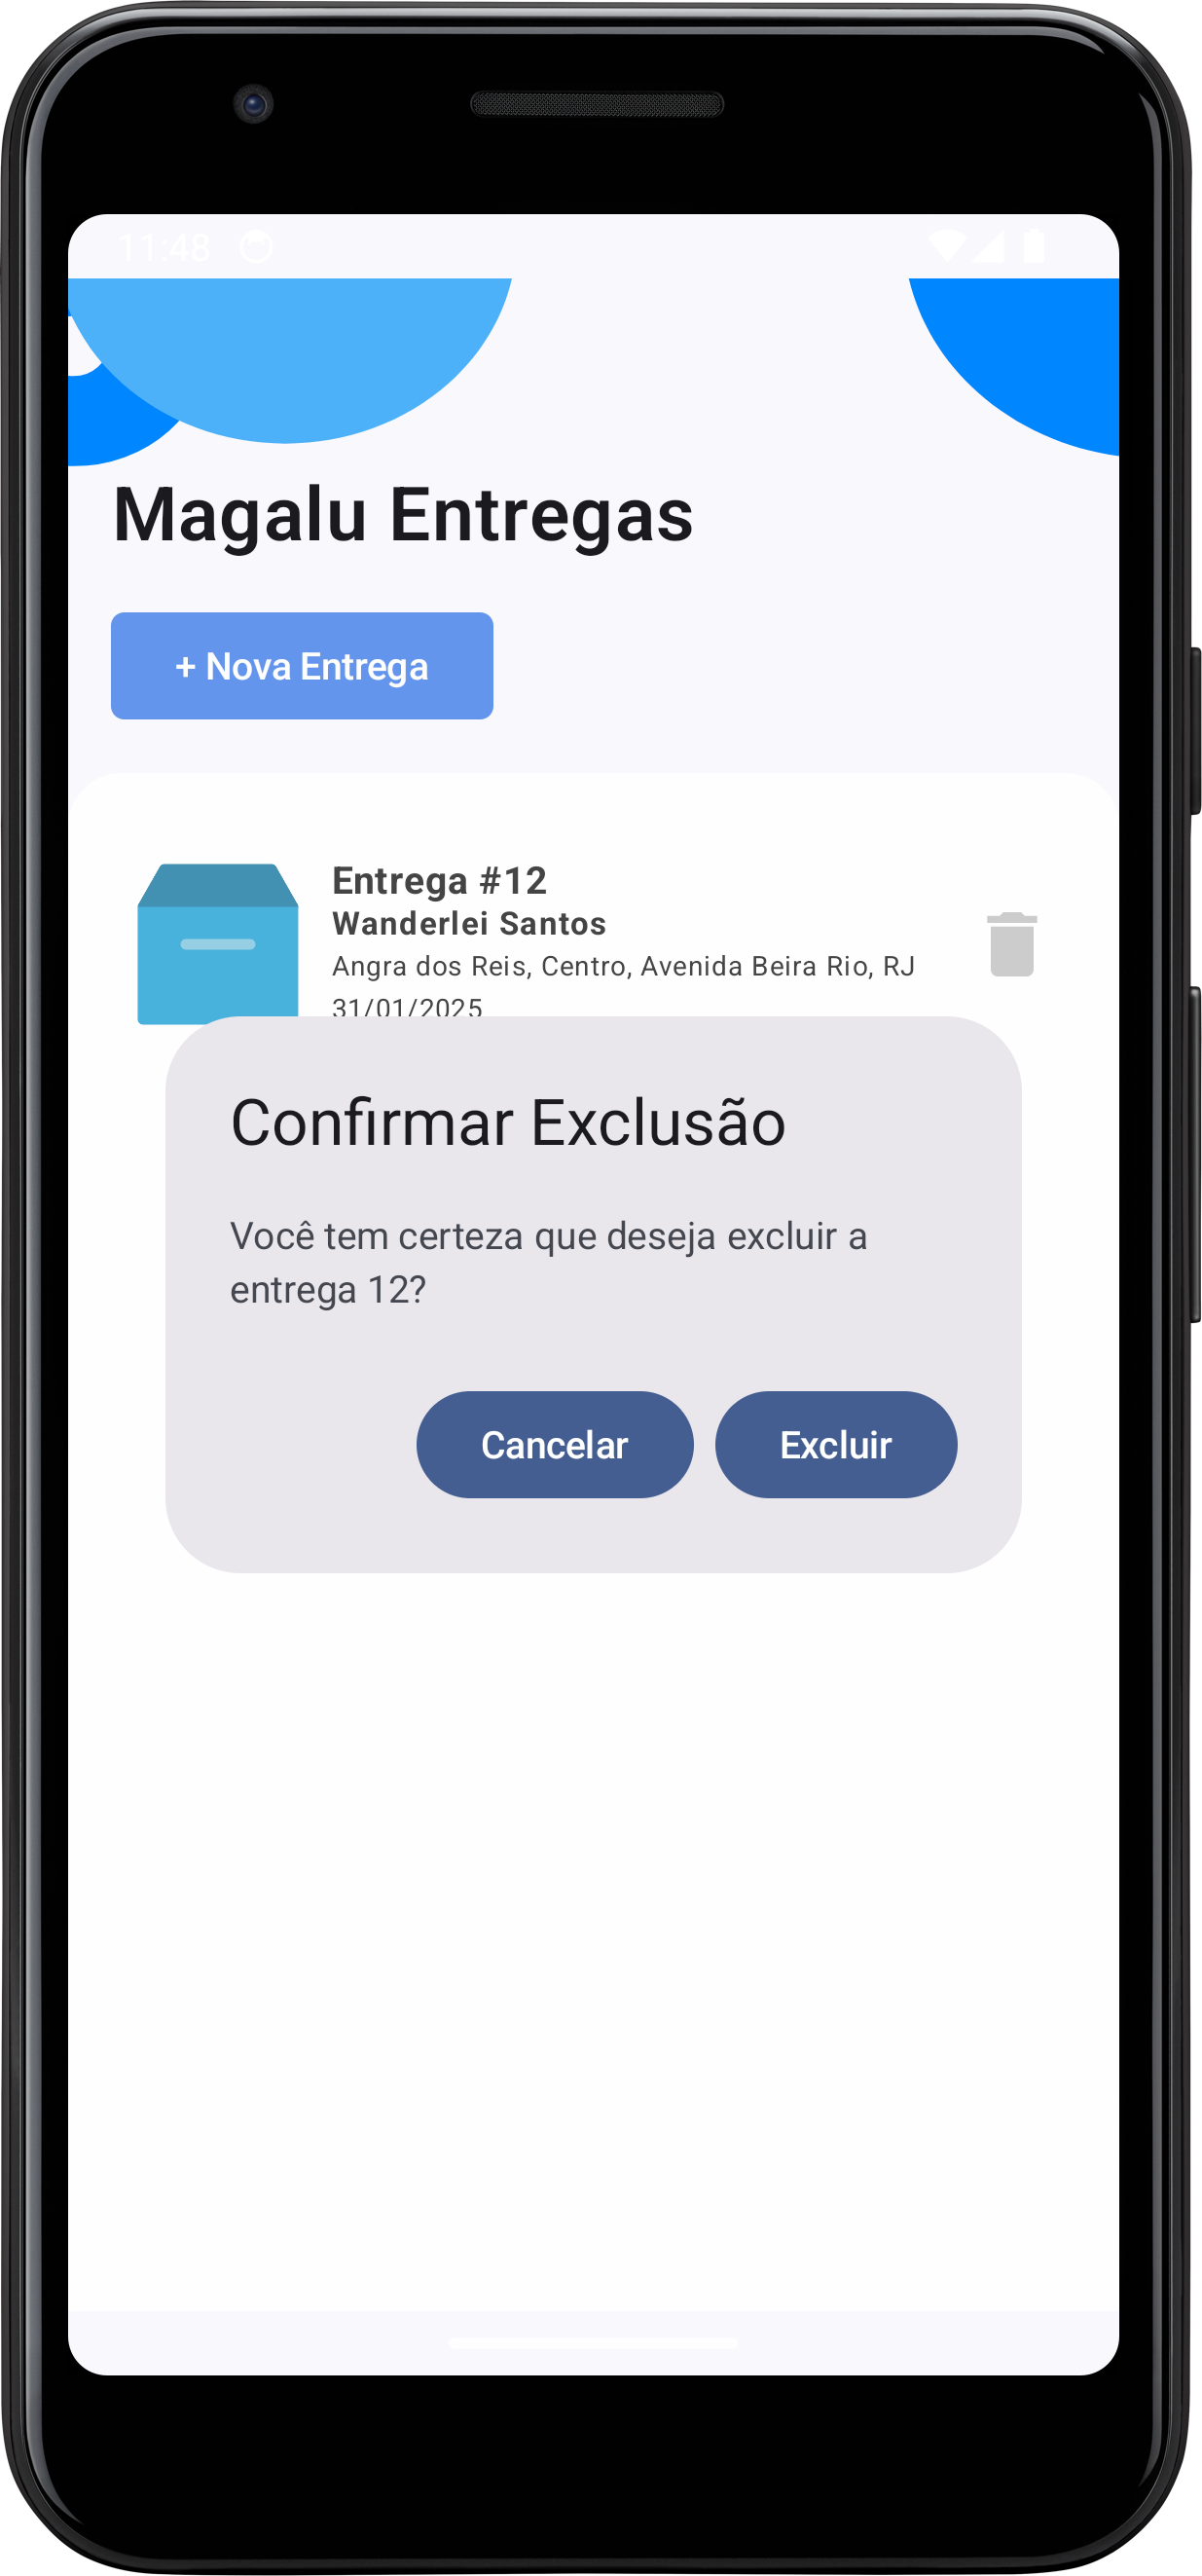 11:48
Magalu Entregas
+ Nova Entrega
Entrega #12
Wanderlei Santos
Angra dos Reis, Centro, Avenida Beira Rio, RJ
31/01/2025
Confirmar Exclusão
Você tem certeza que deseja excluir a
entrega 12?
Cancelar
Excluir